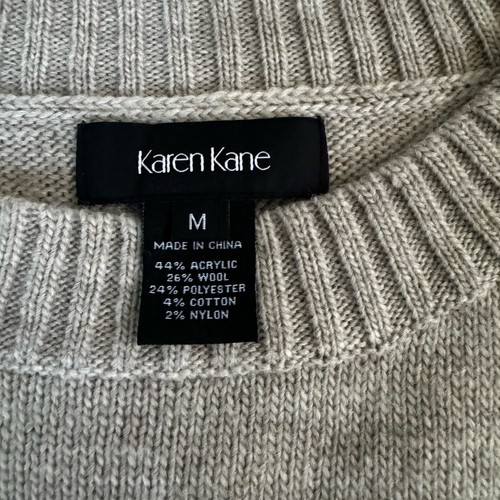 Karen Kane
M
MADE IN CHINA
44% ACRYLIC
26% WOOL
24% POLYESTER
4% COTTON
2% NYLON